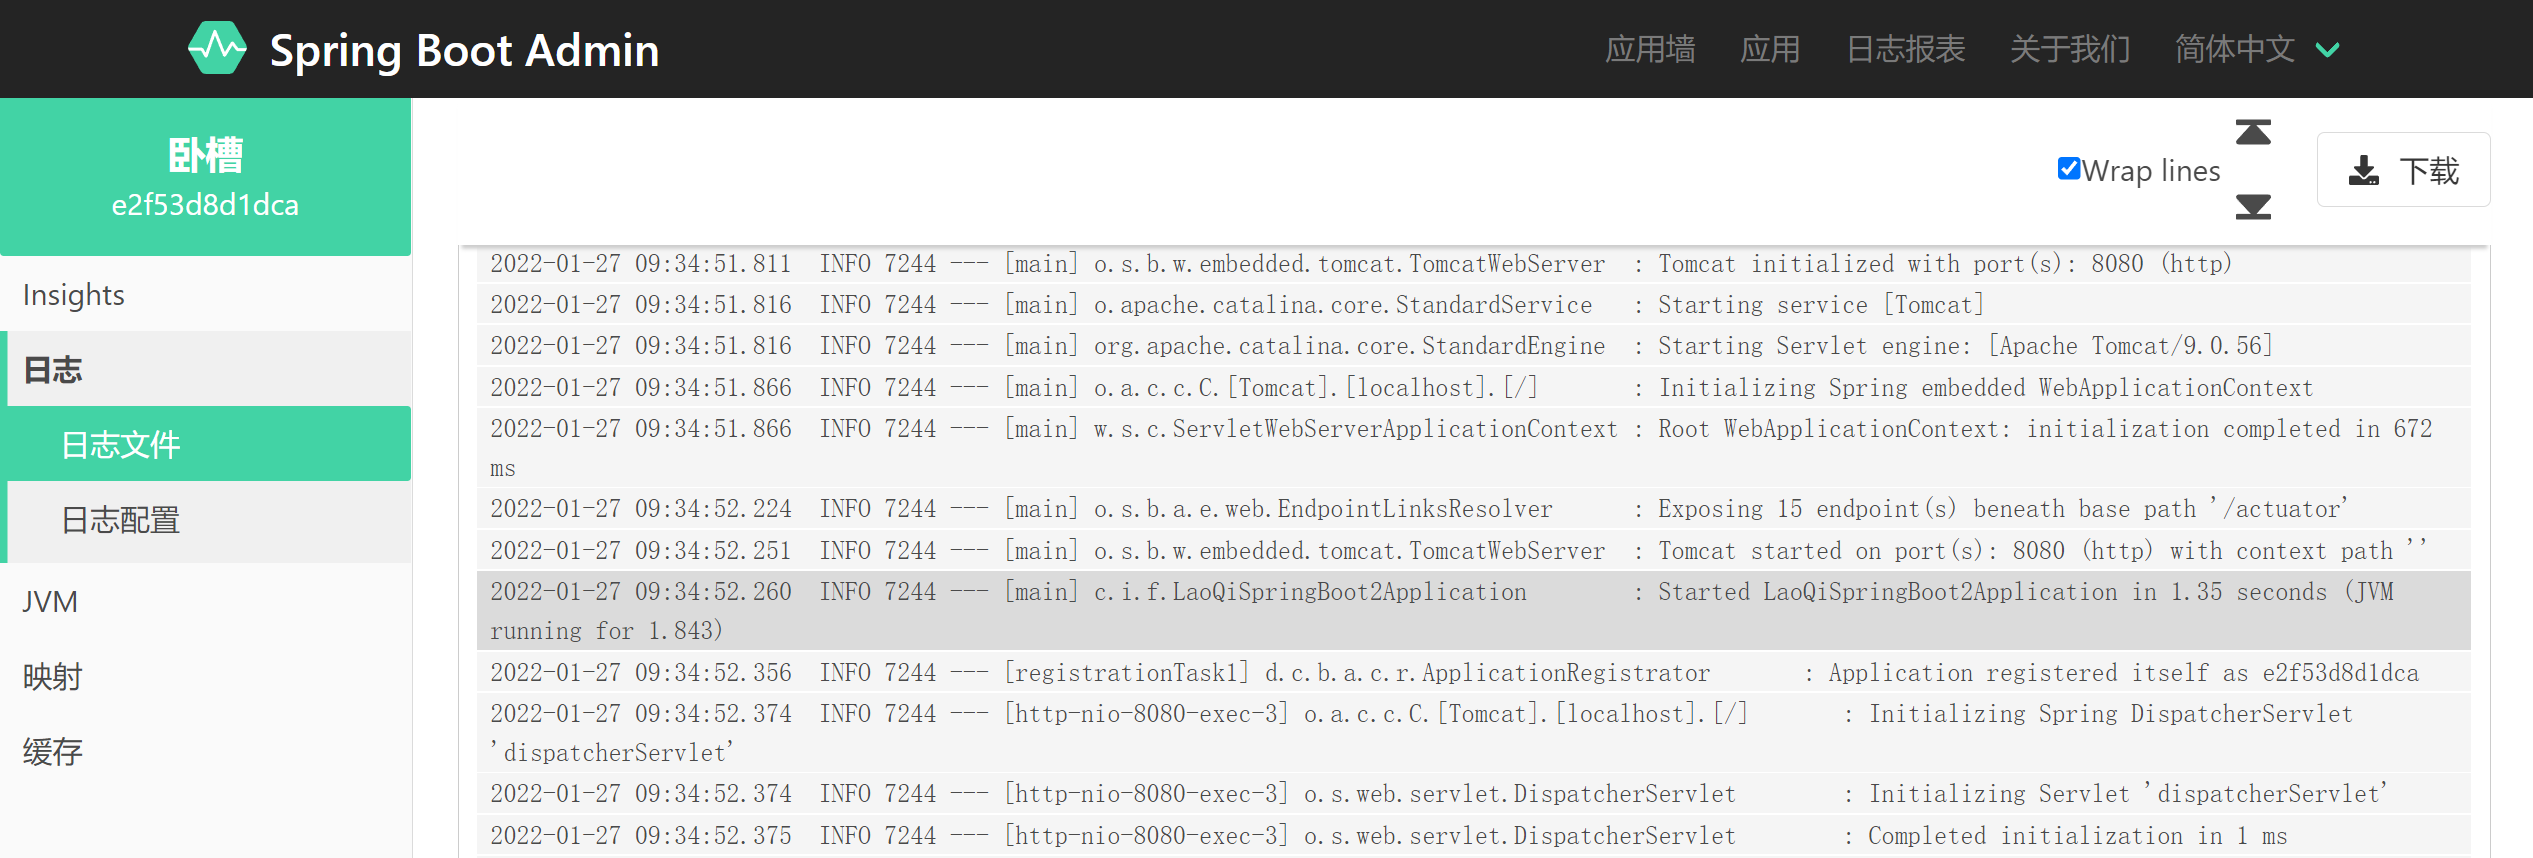 Spring Boot Admin
应用墙 应用 日志报表 关于我们 简体中文
卧槽
e2f53d8d1dca
Insights
日志
日志文件
日志配置
JVM
映射
缓存
Wrap lines
下载
2022-01-27 09:34:51.811  INFO 7244 --- [main] o.s.b.w.embedded.tomcat.TomcatWebServer  : Tomcat initialized with port(s): 8080 (http)
2022-01-27 09:34:51.816  INFO 7244 --- [main] o.apache.catalina.core.StandardService   : Starting service [Tomcat]
2022-01-27 09:34:51.816  INFO 7244 --- [main] org.apache.catalina.core.StandardEngine  : Starting Servlet engine: [Apache Tomcat/9.0.56]
2022-01-27 09:34:51.866  INFO 7244 --- [main] o.a.c.c.C.[Tomcat].[localhost].[/]       : Initializing Spring embedded WebApplicationContext
2022-01-27 09:34:51.866  INFO 7244 --- [main] w.s.c.ServletWebServerApplicationContext : Root WebApplicationContext: initialization completed in 672
ms
2022-01-27 09:34:52.224  INFO 7244 --- [main] o.s.b.a.e.web.EndpointLinksResolver      : Exposing 15 endpoint(s) beneath base path '/actuator'
2022-01-27 09:34:52.251  INFO 7244 --- [main] o.s.b.w.embedded.tomcat.TomcatWebServer  : Tomcat started on port(s): 8080 (http) with context path ''
2022-01-27 09:34:52.260  INFO 7244 --- [main] c.i.f.LaoQiSpringBoot2Application        : Started LaoQiSpringBoot2Application in 1.35 seconds (JVM
running for 1.843)
2022-01-27 09:34:52.356  INFO 7244 --- [registrationTask1] d.c.b.a.c.r.ApplicationRegistrator       : Application registered itself as e2f53d8d1dca
2022-01-27 09:34:52.374  INFO 7244 --- [http-nio-8080-exec-3] o.a.c.c.C.[Tomcat].[localhost].[/]       : Initializing Spring DispatcherServlet
'dispatcherServlet'
2022-01-27 09:34:52.374  INFO 7244 --- [http-nio-8080-exec-3] o.s.web.servlet.DispatcherServlet        : Initializing Servlet 'dispatcherServlet'
2022-01-27 09:34:52.375  INFO 7244 --- [http-nio-8080-exec-3] o.s.web.servlet.DispatcherServlet        : Completed initialization in 1 ms